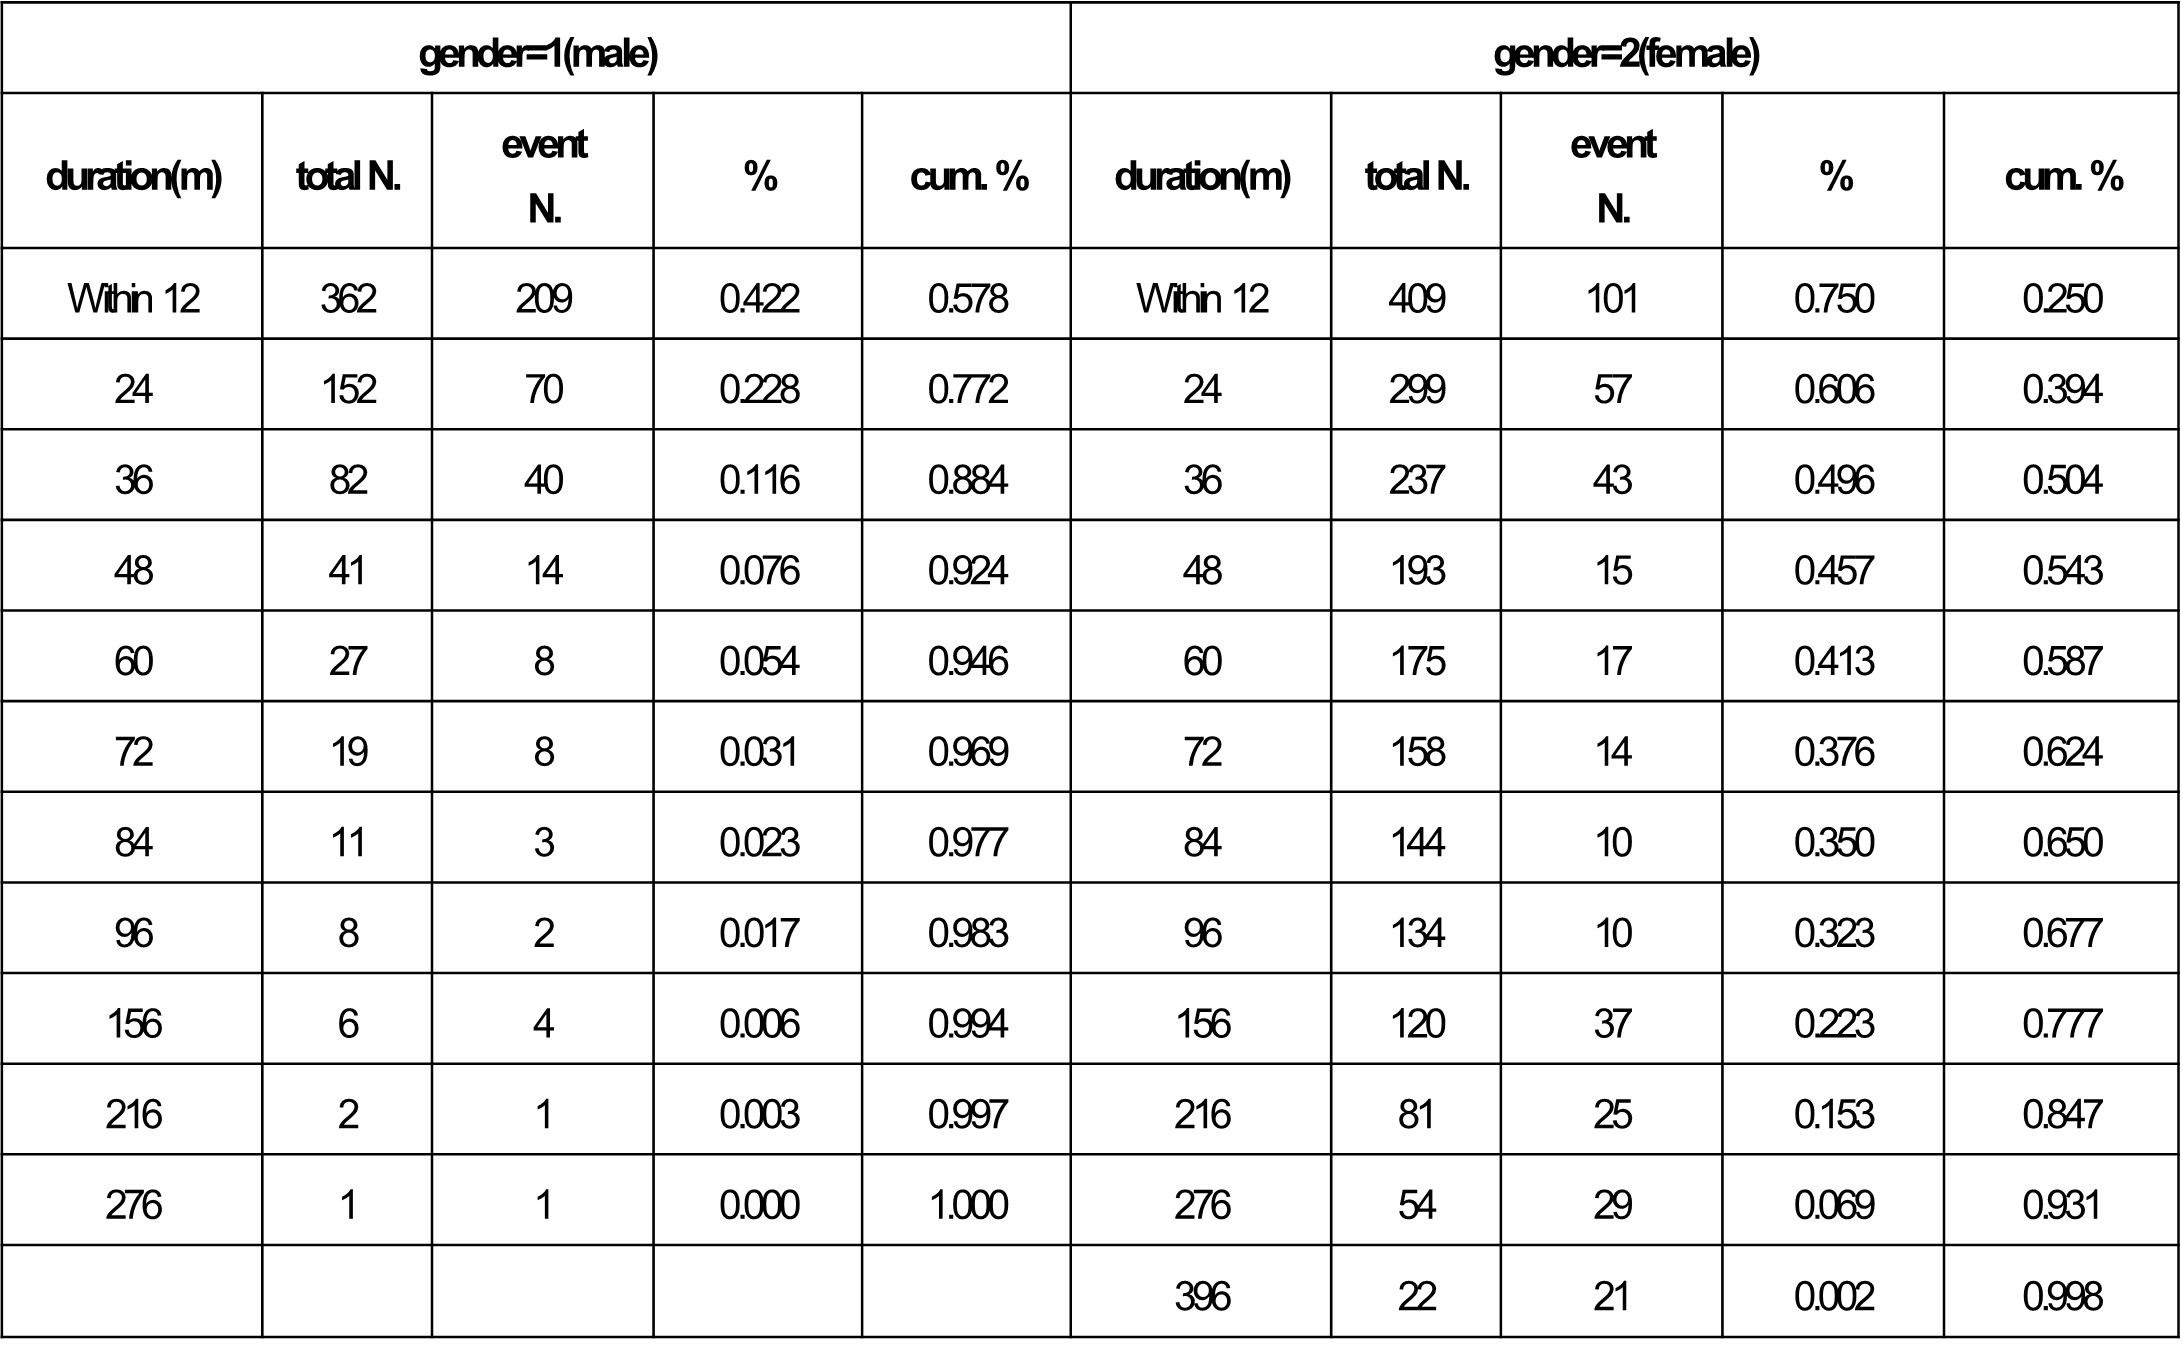 gender=1(male) gender=2(female)
duration(m) total N. event N. % cum. % duration(m) total N. event N. % cum. %
Within 12 362 209 0.422 0.578 Within 12 409 101 0.750 0.250
24 152 70 0.228 0.772 24 299 57 0.606 0.394
36 82 40 0.116 0.884 36 237 43 0.496 0.504
48 41 14 0.076 0.924 48 193 15 0.457 0.543
60 27 8 0.054 0.946 60 175 17 0.413 0.587
72 19 8 0.031 0.969 72 158 14 0.376 0.624
84 11 3 0.023 0.977 84 144 10 0.350 0.650
96 8 2 0.017 0.983 96 134 10 0.323 0.677
156 6 4 0.006 0.994 156 120 37 0.223 0.777
216 2 1 0.003 0.997 216 81 25 0.153 0.847
276 1 1 0.000 1.000 276 54 29 0.069 0.931
396 22 21 0.002 0.998